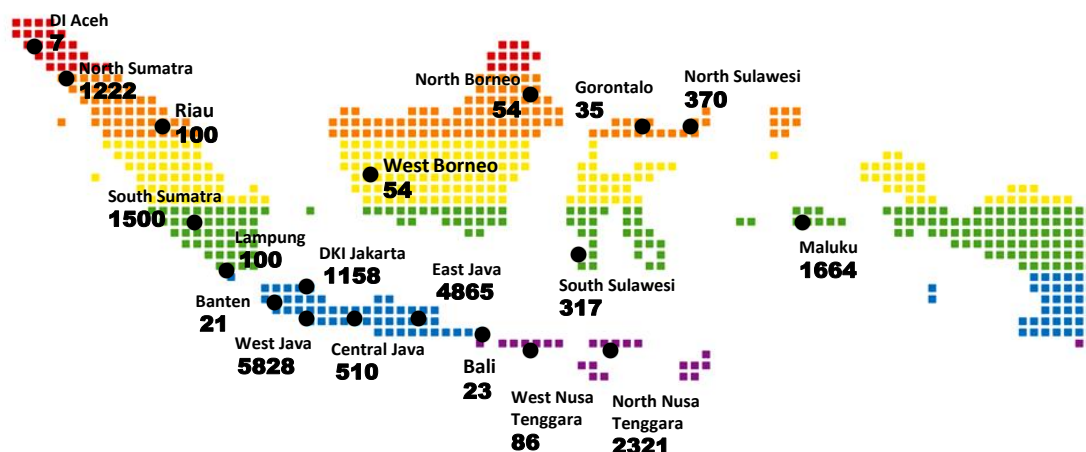 DI Aceh
7
North Sumatra
1222
Riau
100
North Borneo
54
Gorontalo
35
North Sulawesi
370
West Borneo
54
South Sumatra
1500
Lampung
100
DKI Jakarta
1158
East Java
4865
Maluku
1664
South Sulawesi
317
Banten
21
West Java
5828
Central Java
510
Bali
23
West Nusa
Tenggara
86
North Nusa
Tenggara
2321